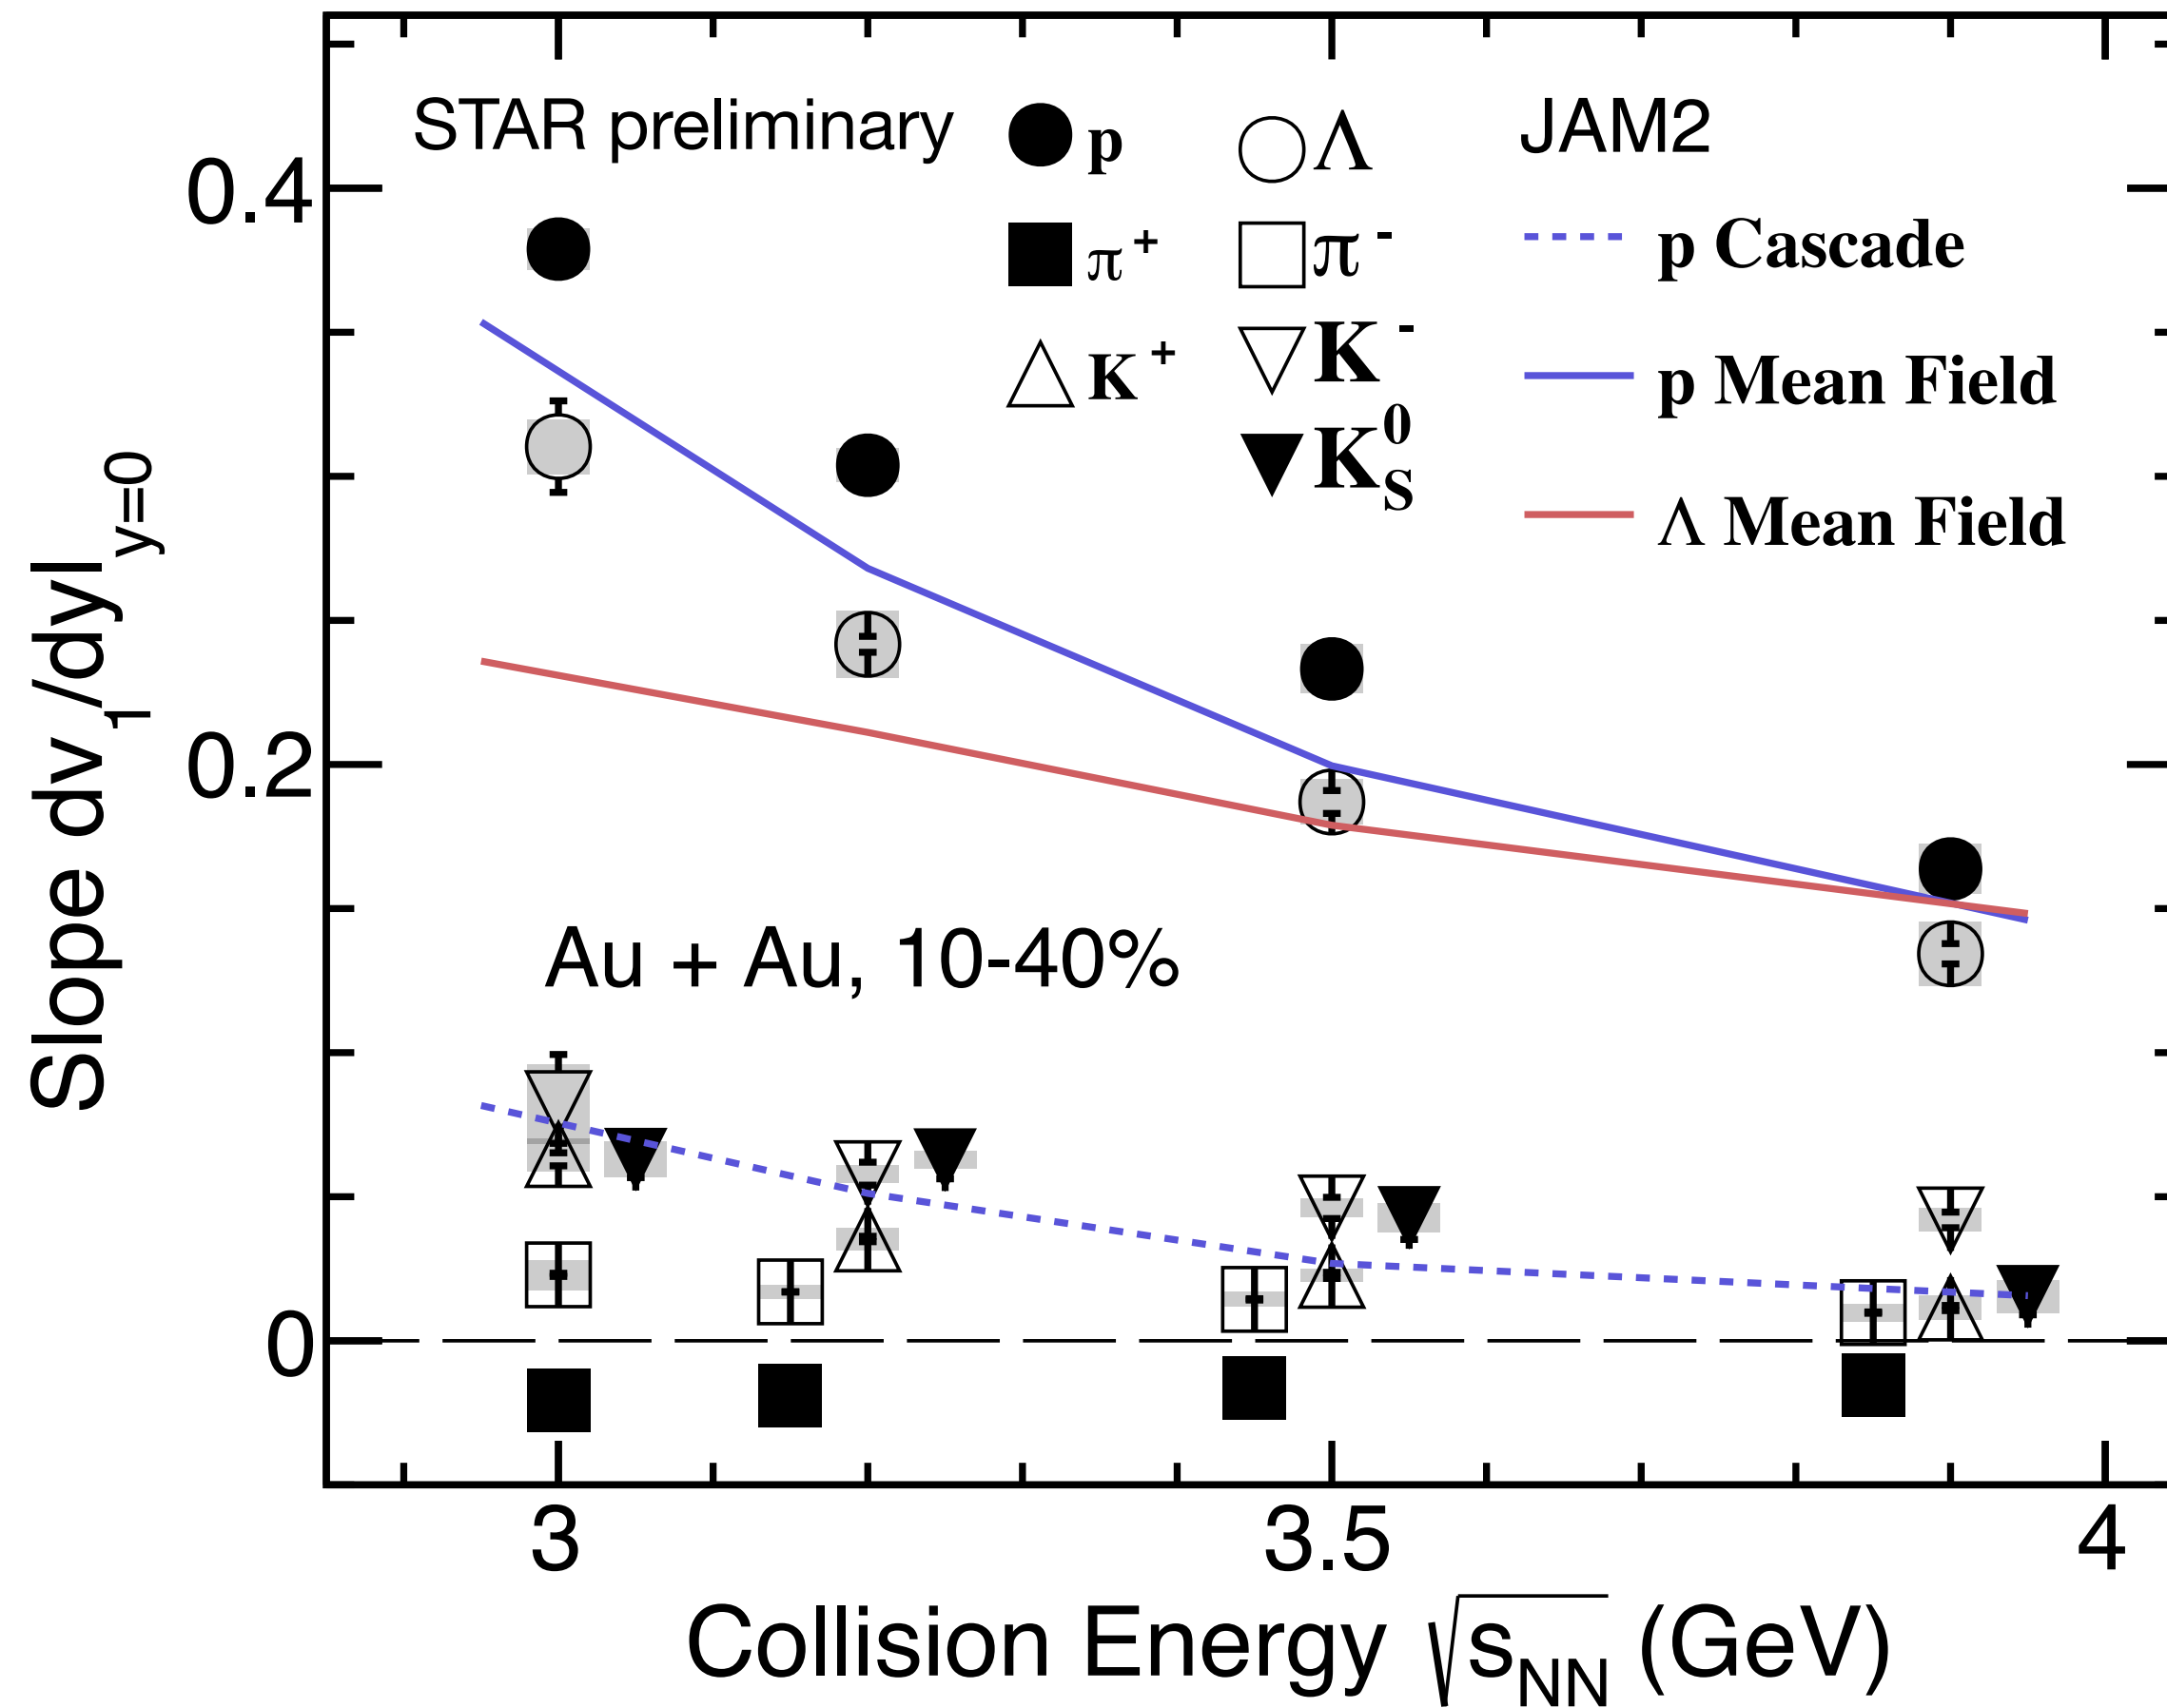 STAR preliminary
p
Λ
π⁺
π⁻
K⁺
K⁻
K⁰S
JAM2
p Cascade
p Mean Field
Λ Mean Field
Au + Au, 10-40%
0.4
0.2
0
Slope dv₁/dy|y=0
3
3.5
4
Collision Energy √sNN (GeV)